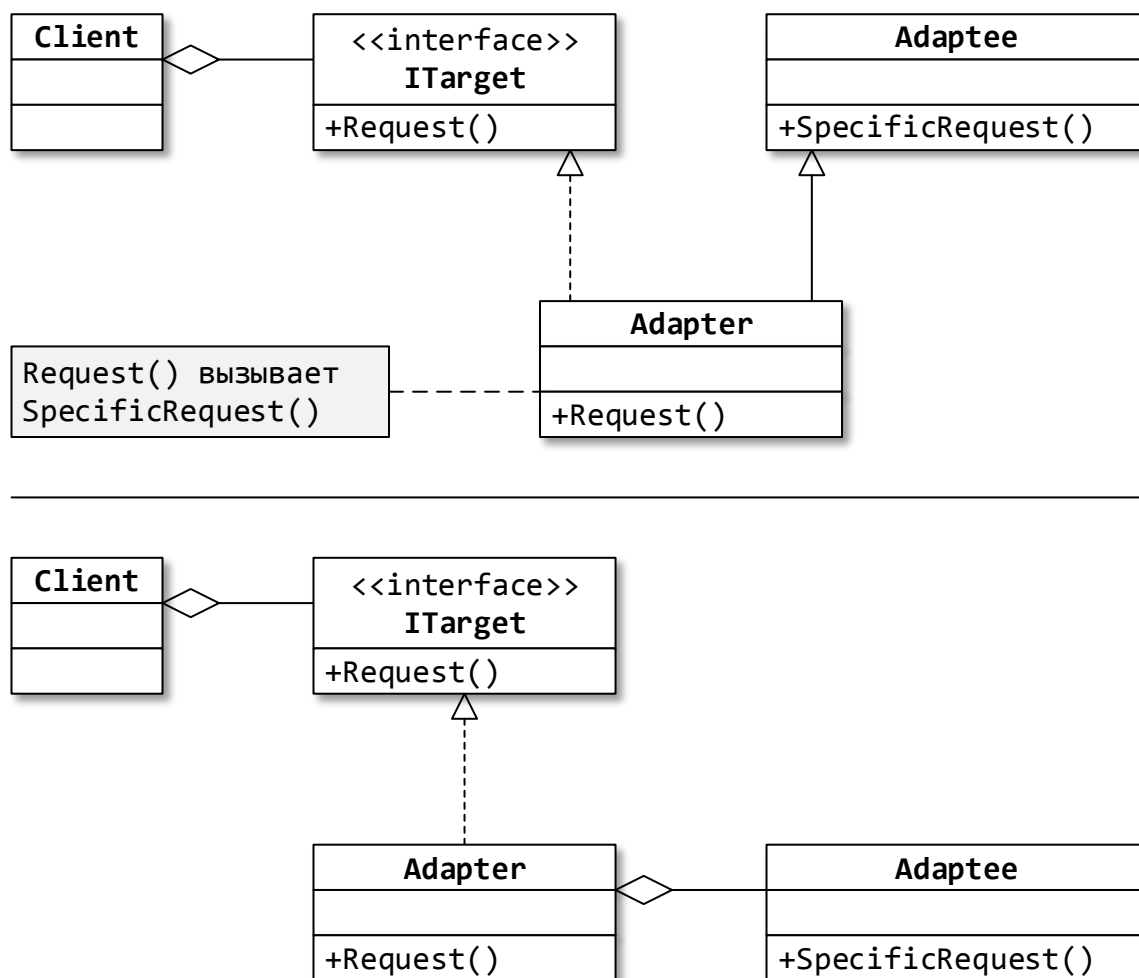 Client
<<interface>>
ITarget
+Request()
Adaptee
+SpecificRequest()
Adapter
+Request()
Request() вызывает
SpecificRequest()
Client
<<interface>>
ITarget
+Request()
Adapter
+Request()
Adaptee
+SpecificRequest()